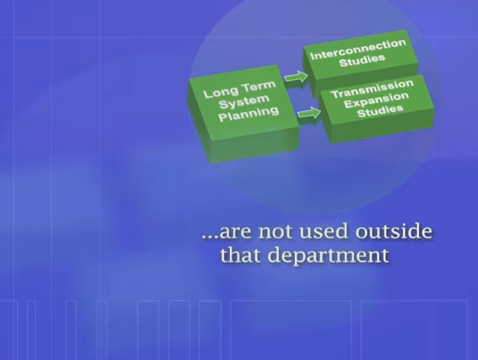 Long Term
System
Planning
Interconnection
Studies
Transmission
Expansion
Studies
...are not used outside
that department